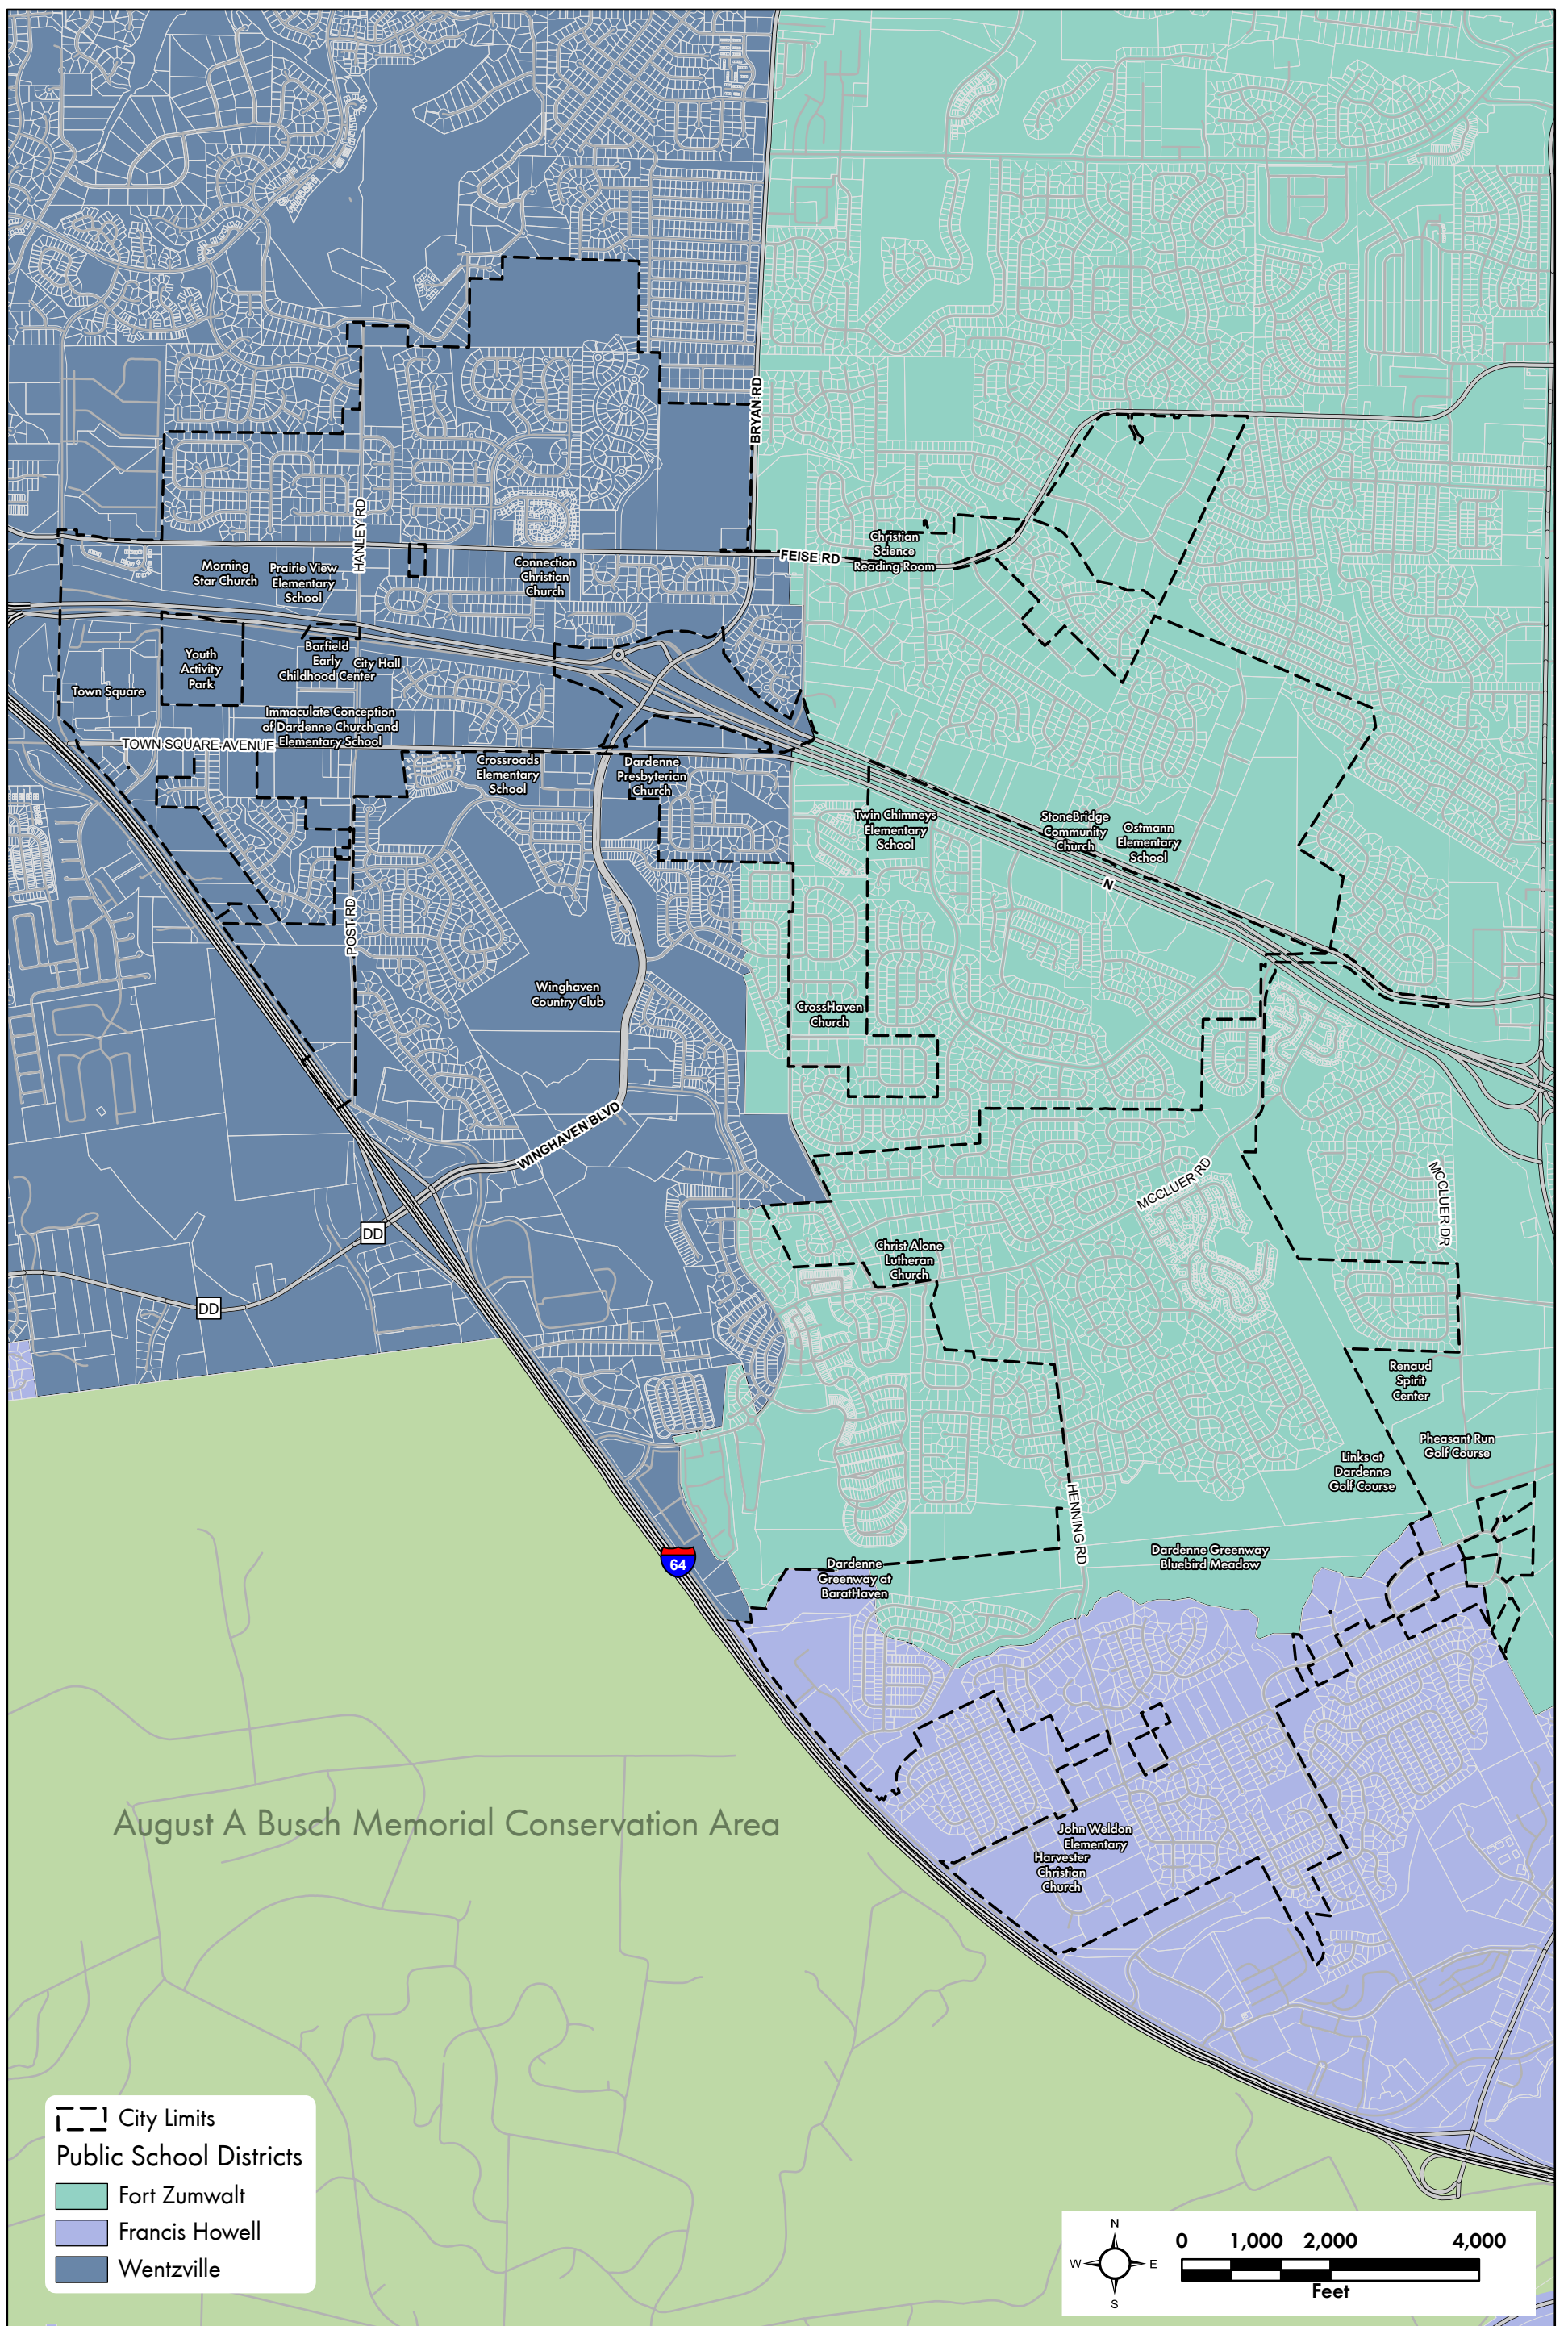 BRYAN RD
HANLEY RD
FEISE RD
Christian
Science
Reading Room
Morning
Star Church
Prairie View
Elementary
School
Connection
Christian
Church
Youth
Activity
Park
Barfield
Early
Childhood Center
City Hall
Town Square
Immaculate Conception
of Dardenne Church and
Elementary School
TOWN SQUARE AVENUE
Crossroads
Elementary
School
Dardenne
Presbyterian
Church
Twin Chimneys
Elementary
School
StoneBridge
Community
Church
Ostmann
Elementary
School
N
POST RD
Winghaven
Country Club
CrossHaven
Church
WINGHAVEN BLVD
MCCLUER RD
MCCLUER DR
DD
DD
Christ Alone
Lutheran
Church
Renaud
Spirit
Center
Pheasant Run
Golf Course
Links at
Dardenne
Golf Course
HENNING RD
64
Dardenne
Greenway at
BaratHaven
Dardenne Greenway
Bluebird Meadow
August A Busch Memorial Conservation Area
John Weldon
Elementary
Harvester
Christian
Church
City Limits
Public School Districts
Fort Zumwalt
Francis Howell
Wentzville
N
W
E
S
0 1,000 2,000 4,000
Feet